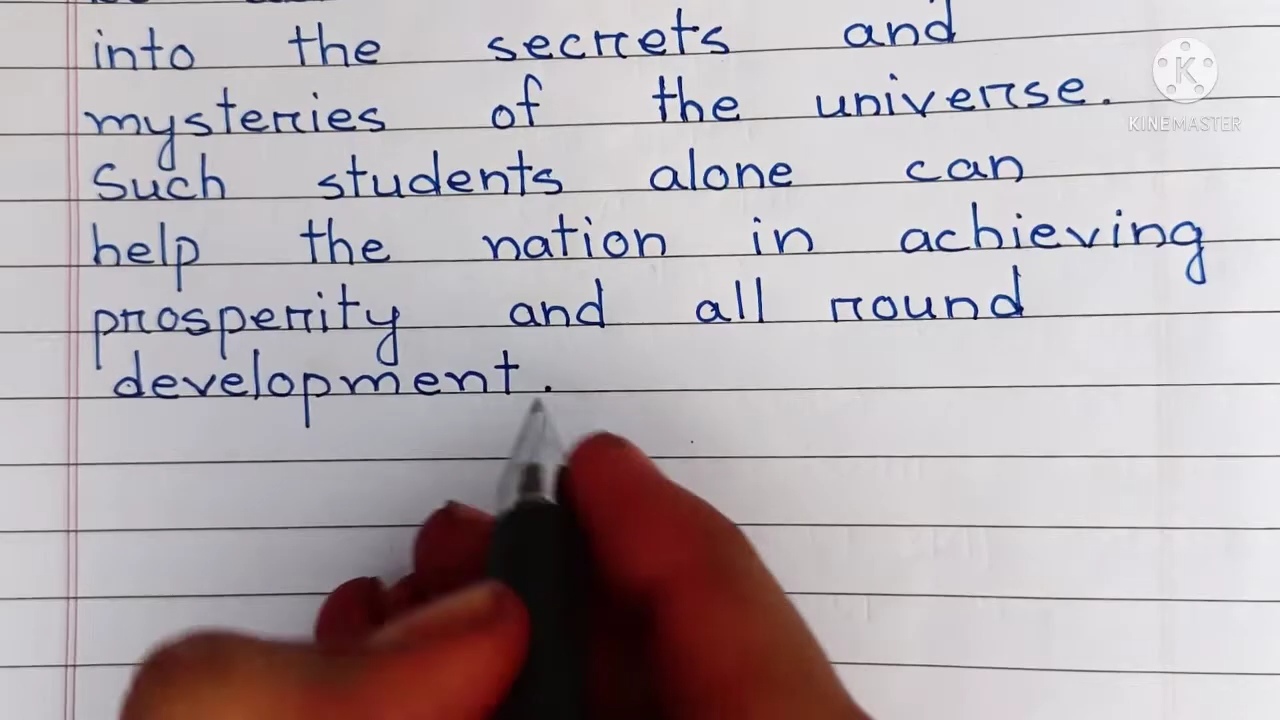 into the secrets and
mysteries of the universe.
Such students alone can
help the nation in achieving
prosperity and all round
development.
K
KINEMASTER